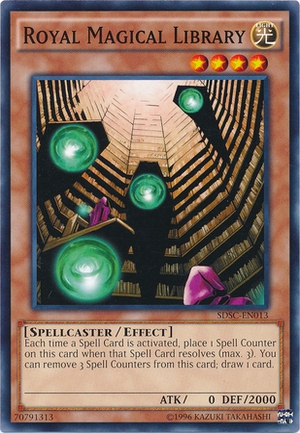 ROYAL MAGICAL LIBRARY
LIGHT
光
SDSC-EN013
[SPELLCASTER / EFFECT]
Each time a Spell Card is activated, place 1 Spell Counter
on this card when that Spell Card resolves (max. 3). You
can remove 3 Spell Counters from this card; draw 1 card.
ATK/ 0 DEF/2000
70791313 ©1996 KAZUKI TAKAHASHI